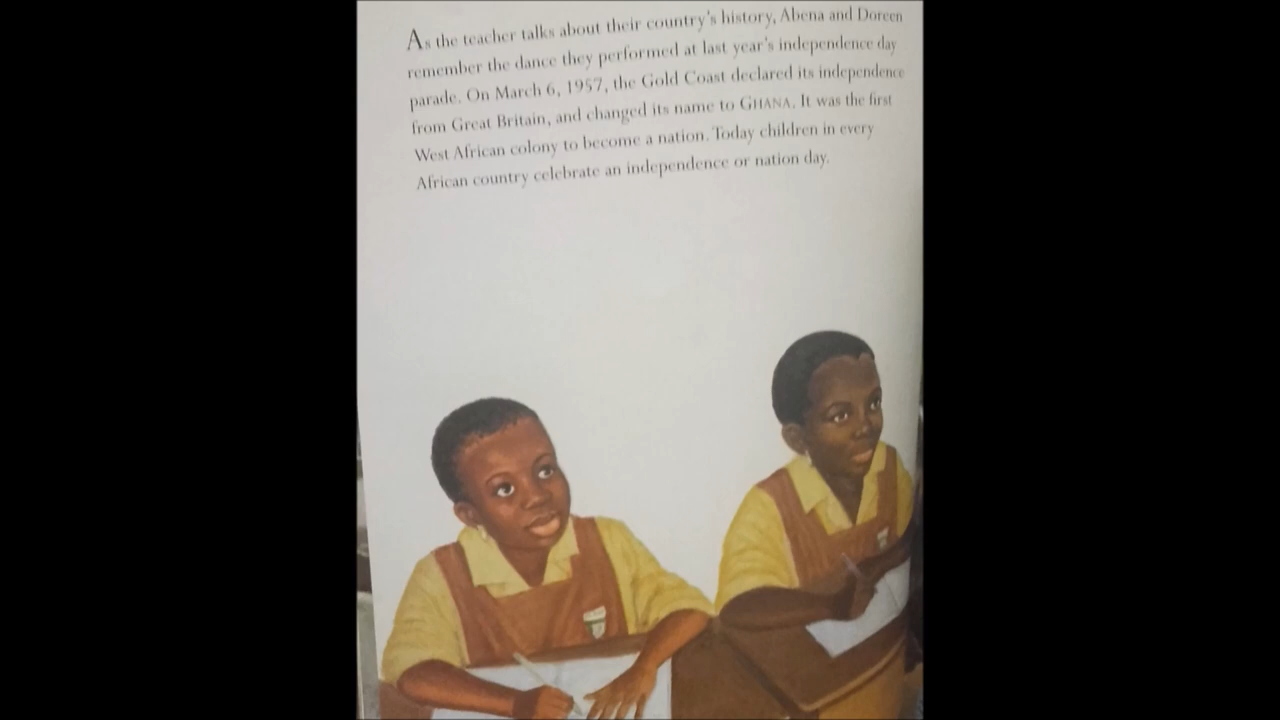 As the teacher talks about their country's history, Abena and Doreen
remember the dance they performed at last year's independence day
parade. On March 6, 1957, the Gold Coast declared its independence
from Great Britain, and changed its name to GHANA. It was the first
West African colony to become a nation. Today children in every
African country celebrate an independence or nation day.